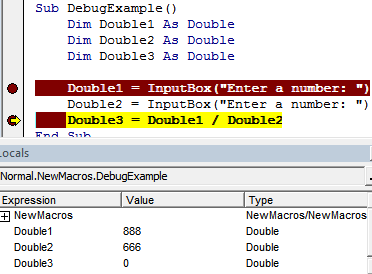 Sub DebugExample()
Dim Double1 As Double
Dim Double2 As Double
Dim Double3 As Double
Double1 = InputBox("Enter a number: ")
Double2 = InputBox("Enter a number: ")
Double3 = Double1 / Double2
End Sub
Locals
Normal.NewMacros.DebugExample
Expression Value Type
NewMacros NewMacros/NewMacros
Double1 888 Double
Double2 666 Double
Double3 0 Double